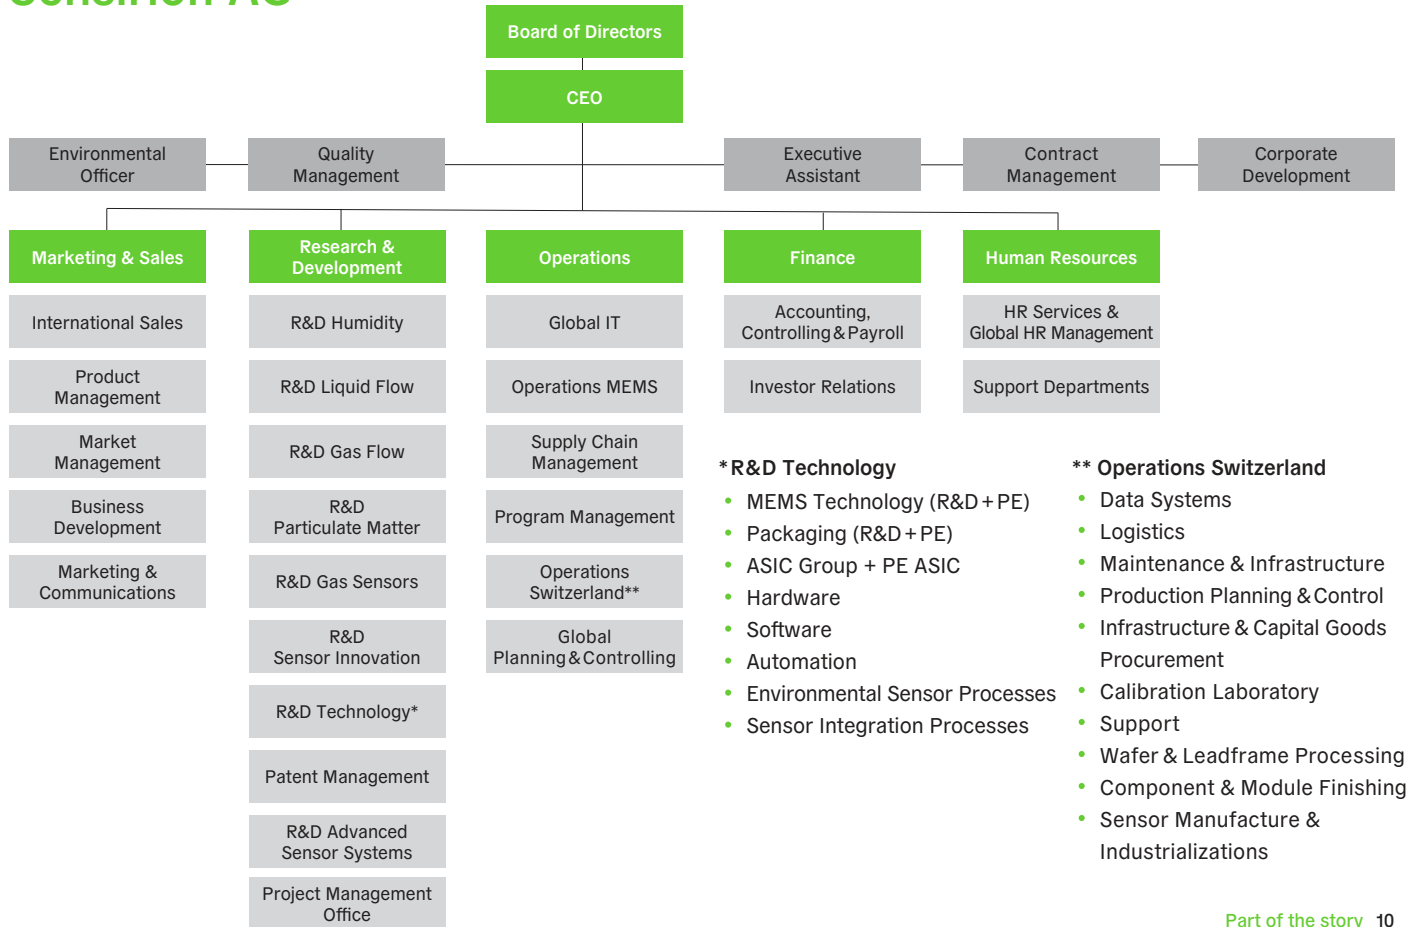 Sensirion AG
Board of Directors
CEO
Environmental
Officer
Quality
Management
Executive
Assistant
Contract
Management
Corporate
Development
Marketing & Sales
International Sales
Product
Management
Market
Management
Business
Development
Marketing &
Communications
Research &
Development
R&D Humidity
R&D Liquid Flow
R&D Gas Flow
R&D
Particulate Matter
R&D Gas Sensors
R&D
Sensor Innovation
R&D Technology*
Patent Management
R&D Advanced
Sensor Systems
Project Management
Office
Operations
Global IT
Operations MEMS
Supply Chain
Management
Program Management
Operations
Switzerland**
Global
Planning & Controlling
Finance
Accounting,
Controlling & Payroll
Investor Relations
Human Resources
HR Services &
Global HR Management
Support Departments
*R&D Technology
• MEMS Technology (R&D + PE)
• Packaging (R&D + PE)
• ASIC Group + PE ASIC
• Hardware
• Software
• Automation
• Environmental Sensor Processes
• Sensor Integration Processes
** Operations Switzerland
• Data Systems
• Logistics
• Maintenance & Infrastructure
• Production Planning & Control
• Infrastructure & Capital Goods
Procurement
• Calibration Laboratory
• Support
• Wafer & Leadframe Processing
• Component & Module Finishing
• Sensor Manufacture &
Industrializations
Part of the story 10